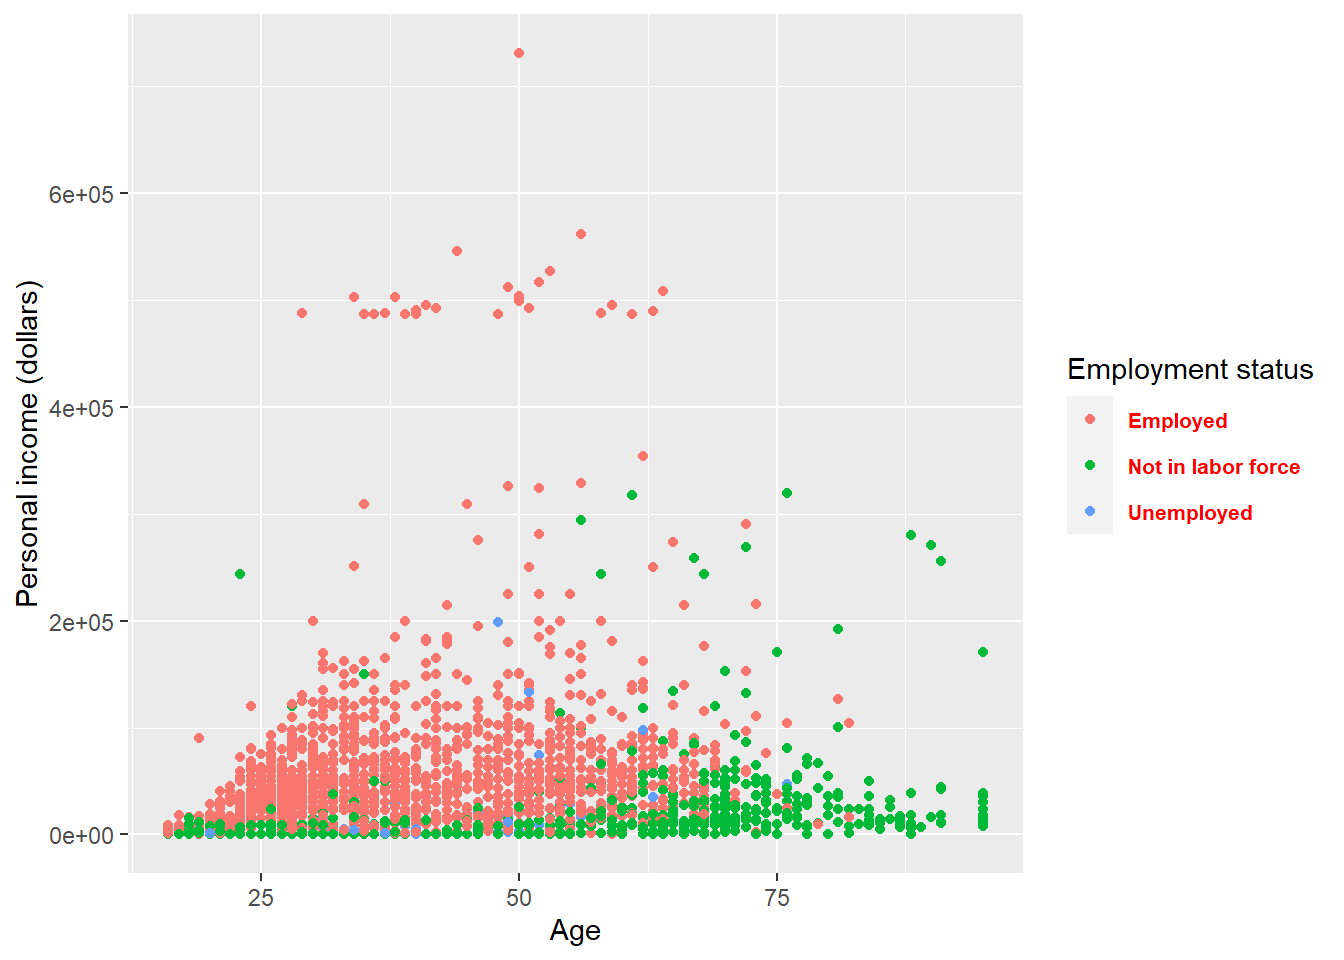 6e+05
4e+05
2e+05
0e+00
Personal income (dollars)
25
50
75
Age
Employment status
Employed
Not in labor force
Unemployed